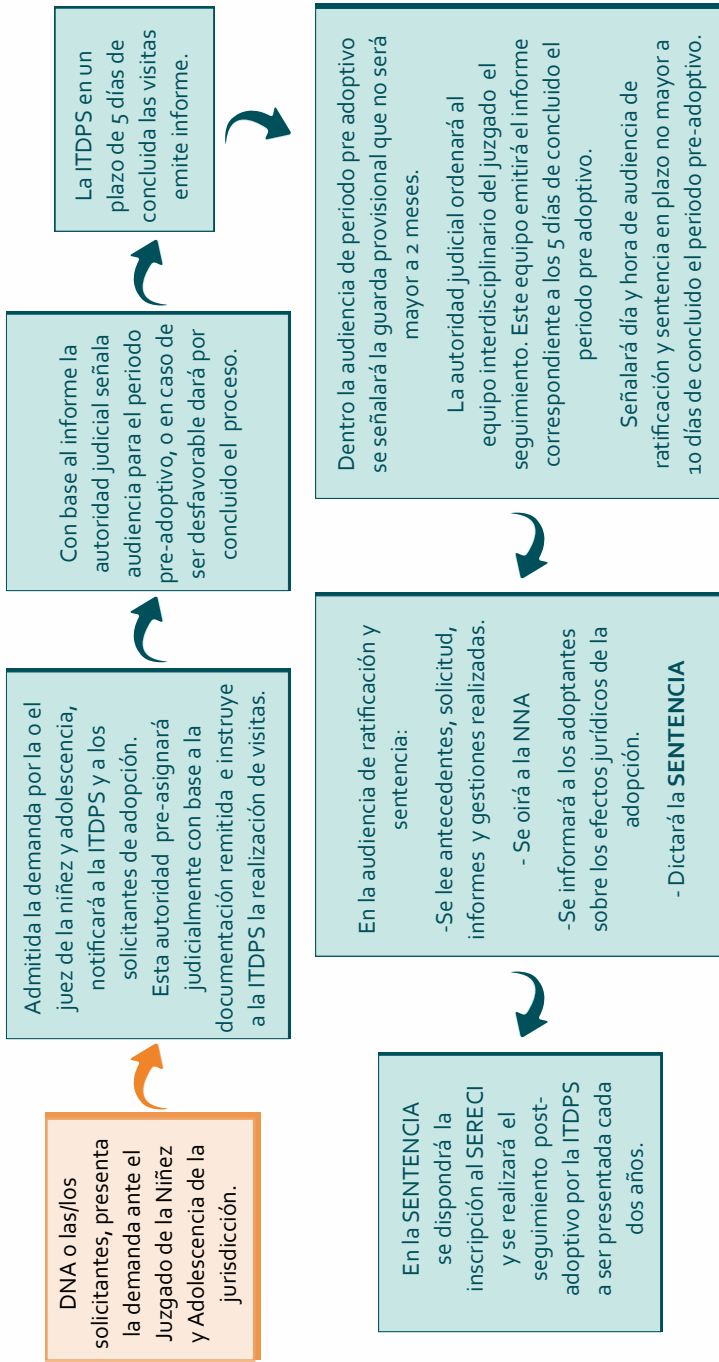 DNA o las/los
solicitantes, presenta
la demanda ante el
Juzgado de la Niñez
y Adolescencia de la
jurisdicción.
Admitida la demanda por la o el
juez de la niñez y adolescencia,
notificará a la ITDPS y a los
solicitantes de adopción.
Esta autoridad pre-asignará
judicialmente con base a la
documentación remitida e instruye
a la ITDPS la realización de visitas.
Con base al informe la
autoridad judicial señala
audiencia para el periodo
pre-adoptivo, o en caso de
ser desfavorable dará por
concluido el proceso.
La ITDPS en un
plazo de 5 días de
concluida las visitas
emite informe.
Dentro la audiencia de periodo pre adoptivo
se señalará la guarda provisional que no será
mayor a 2 meses.
La autoridad judicial ordenará al
equipo interdisciplinario del juzgado el
seguimiento. Este equipo emitirá el informe
correspondiente a los 5 días de concluido el
periodo pre adoptivo.
Señalará día y hora de audiencia de
ratificación y sentencia en plazo no mayor a
10 días de concluido el periodo pre-adoptivo.
En la audiencia de ratificación y
sentencia:
-Se lee antecedentes, solicitud,
informes y gestiones realizadas.
- Se oirá a la NNA
-Se informará a los adoptantes
sobre los efectos jurídicos de la
adopción.
- Dictará la SENTENCIA
En la SENTENCIA
se dispondrá la
inscripción al SERECI
y se realizará el
seguimiento post-
adoptivo por la ITDPS
a ser presentada cada
dos años.